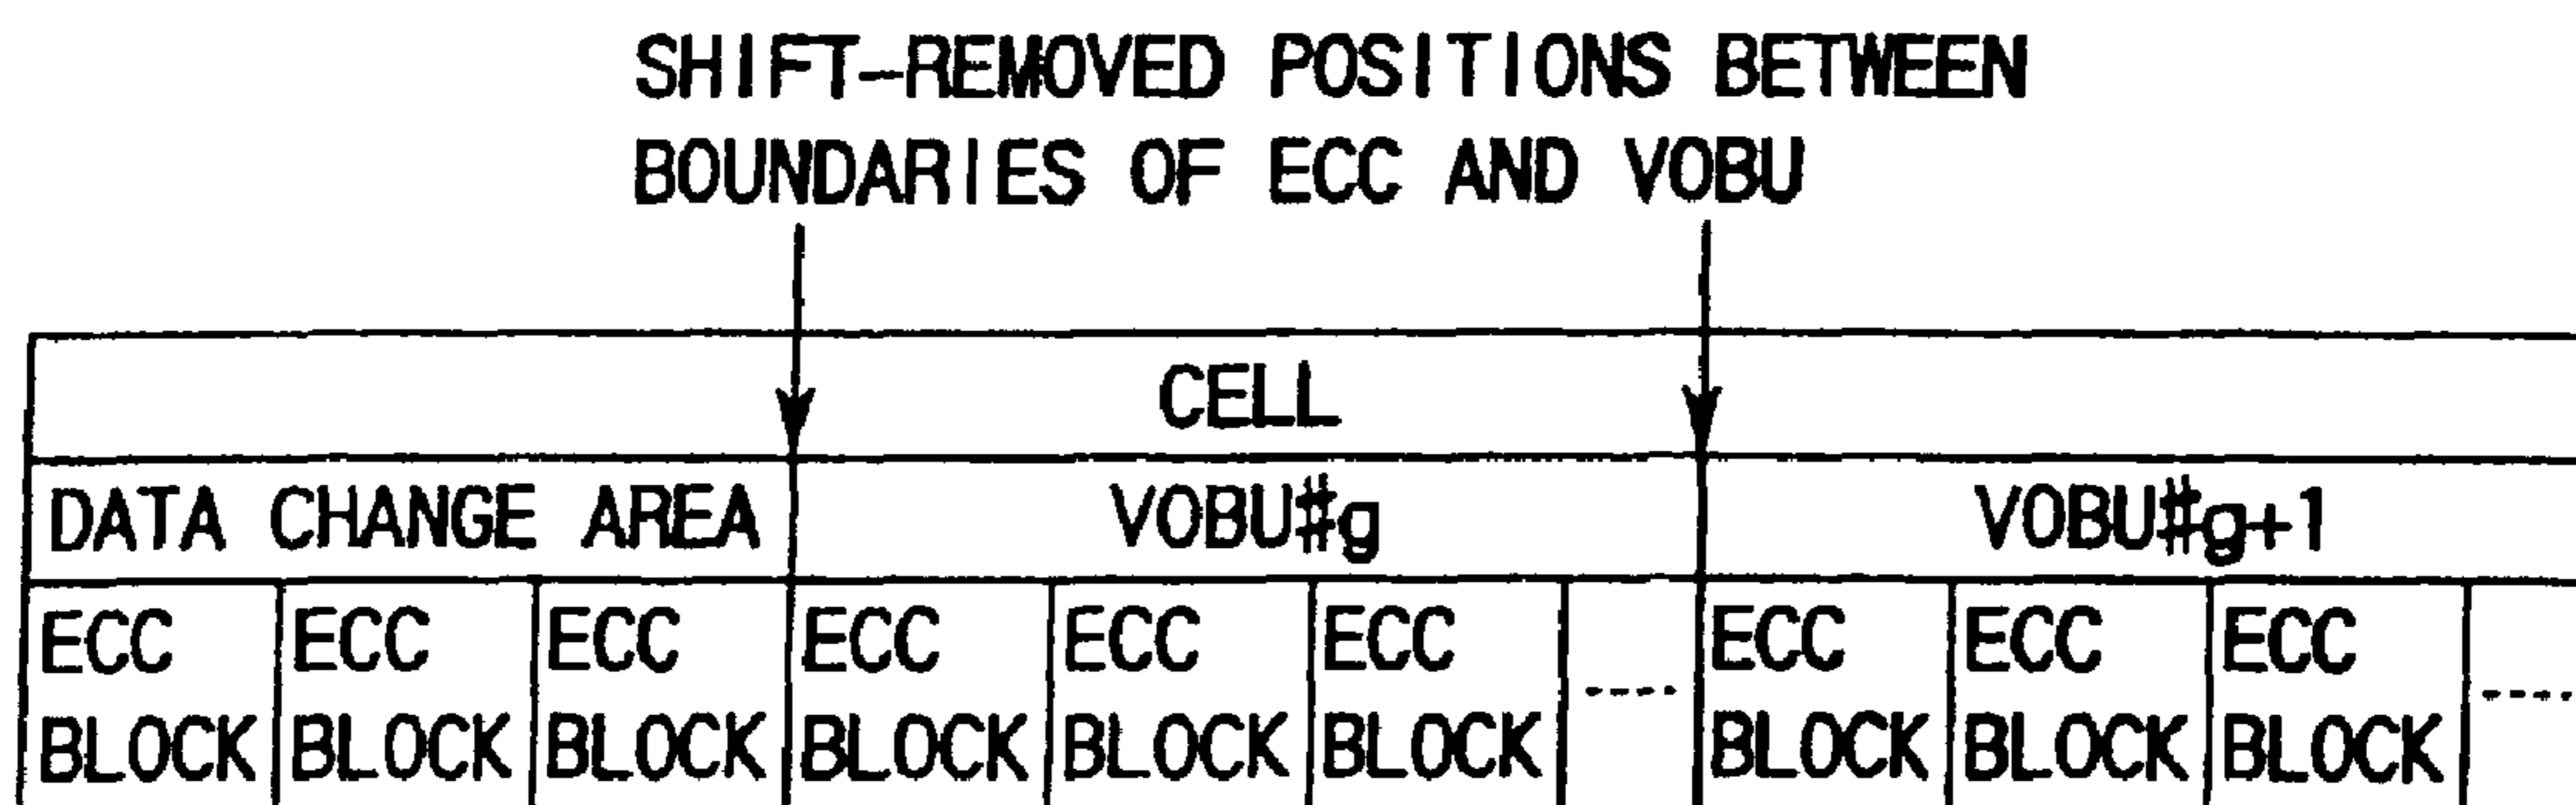 SHIFT-REMOVED POSITIONS BETWEEN
BOUNDARIES OF ECC AND VOBU
CELL
DATA CHANGE AREA VOBU#g VOBU#g+1
ECC ECC ECC ECC ECC ECC ECC ECC ECC
BLOCK BLOCK BLOCK BLOCK BLOCK BLOCK ---- BLOCK BLOCK BLOCK ----